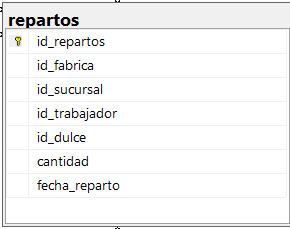 repartos
id_repartos
id_fabrica
id_sucursal
id_trabajador
id_dulce
cantidad
fecha_reparto